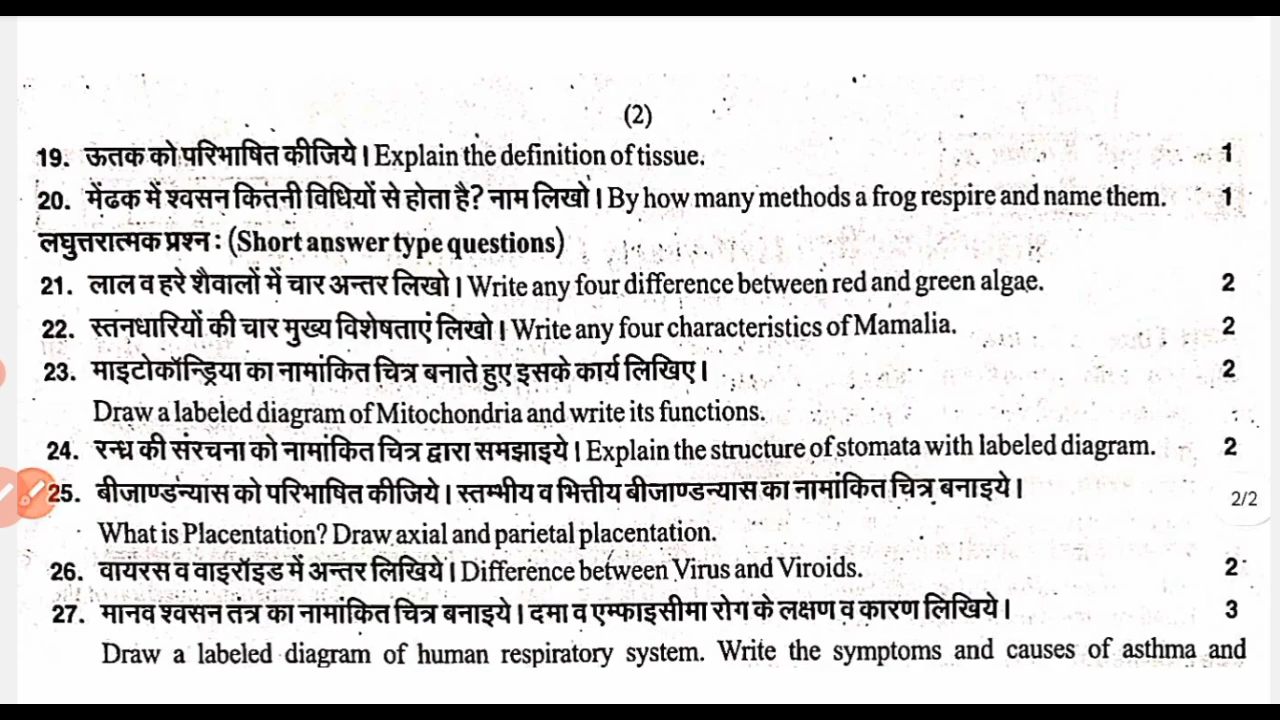 (2)
19. ऊतक को परिभाषित कीजिये। Explain the definition of tissue. 1
20. मेंढक में श्वसन कितनी विधियों से होता है? नाम लिखो। By how many methods a frog respire and name them. 1
लघुत्तरात्मक प्रश्न: (Short answer type questions)
21. लाल व हरे शैवालों में चार अन्तर लिखो। Write any four difference between red and green algae. 2
22. स्तनधारियों की चार मुख्य विशेषताएं लिखो। Write any four characteristics of Mamalia. 2
23. माइटोकॉन्ड्रिया का नामांकित चित्र बनाते हुए इसके कार्य लिखिए। 2
Draw a labeled diagram of Mitochondria and write its functions.
24. रन्ध्र की संरचना को नामांकित चित्र द्वारा समझाइये। Explain the structure of stomata with labeled diagram. 2
25. बीजाण्डन्यास को परिभाषित कीजिये। स्तम्भीय व भित्तीय बीजाण्डन्यास का नामांकित चित्र बनाइये। 2/2
What is Placentation? Draw axial and parietal placentation.
26. वायरस व वाइरॉइड में अन्तर लिखिये। Difference between Virus and Viroids. 2
27. मानव श्वसन तंत्र का नामांकित चित्र बनाइये। दमा व एम्फाइसीमा रोग के लक्षण व कारण लिखिये। 3
Draw a labeled diagram of human respiratory system. Write the symptoms and causes of asthma and